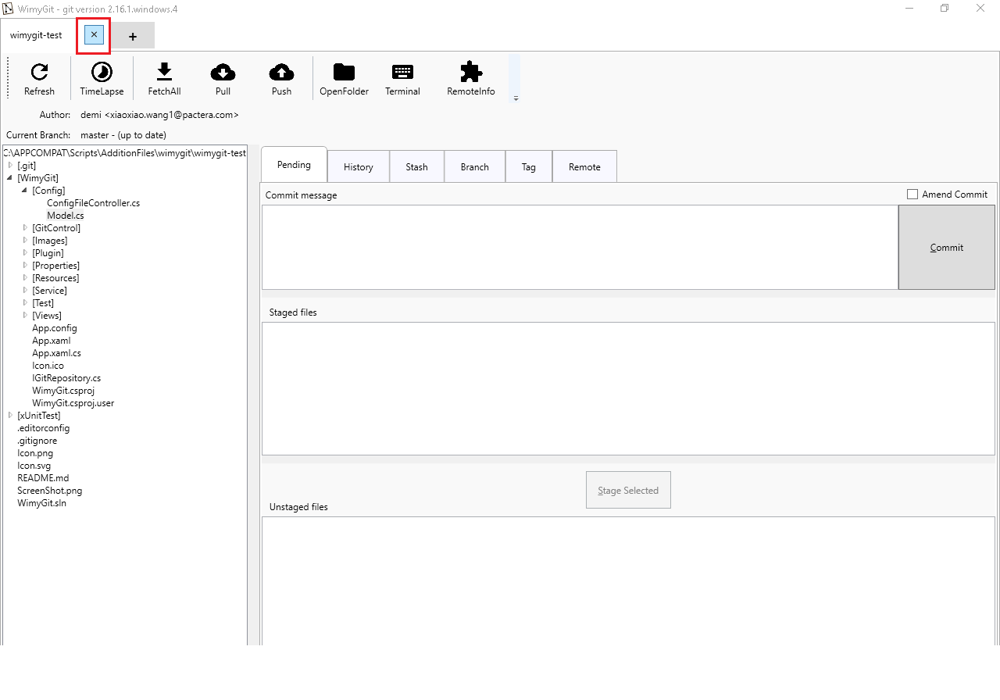 WimyGit - git version 2.16.1.windows.4
wimygit-test × +
Refresh TimeLapse FetchAll Pull Push OpenFolder Terminal RemoteInfo
Author: demi <xiaoxiao.wang1@pactera.com>
Current Branch: master - (up to date)
C:\APPCOMPAT\Scripts\AdditionFiles\wimygit\wimygit-test
[.git]
[WimyGit]
[Config]
ConfigFileController.cs
Model.cs
[GitControl]
[Images]
[Plugin]
[Properties]
[Resources]
[Service]
[Test]
[Views]
App.config
App.xaml
App.xaml.cs
Icon.ico
IGitRepository.cs
WimyGit.csproj
WimyGit.csproj.user
[xUnitTest]
.editorconfig
.gitignore
Icon.png
Icon.svg
README.md
ScreenShot.png
WimyGit.sln
Pending History Stash Branch Tag Remote
Commit message Amend Commit
Commit
Staged files
Stage Selected
Unstaged files